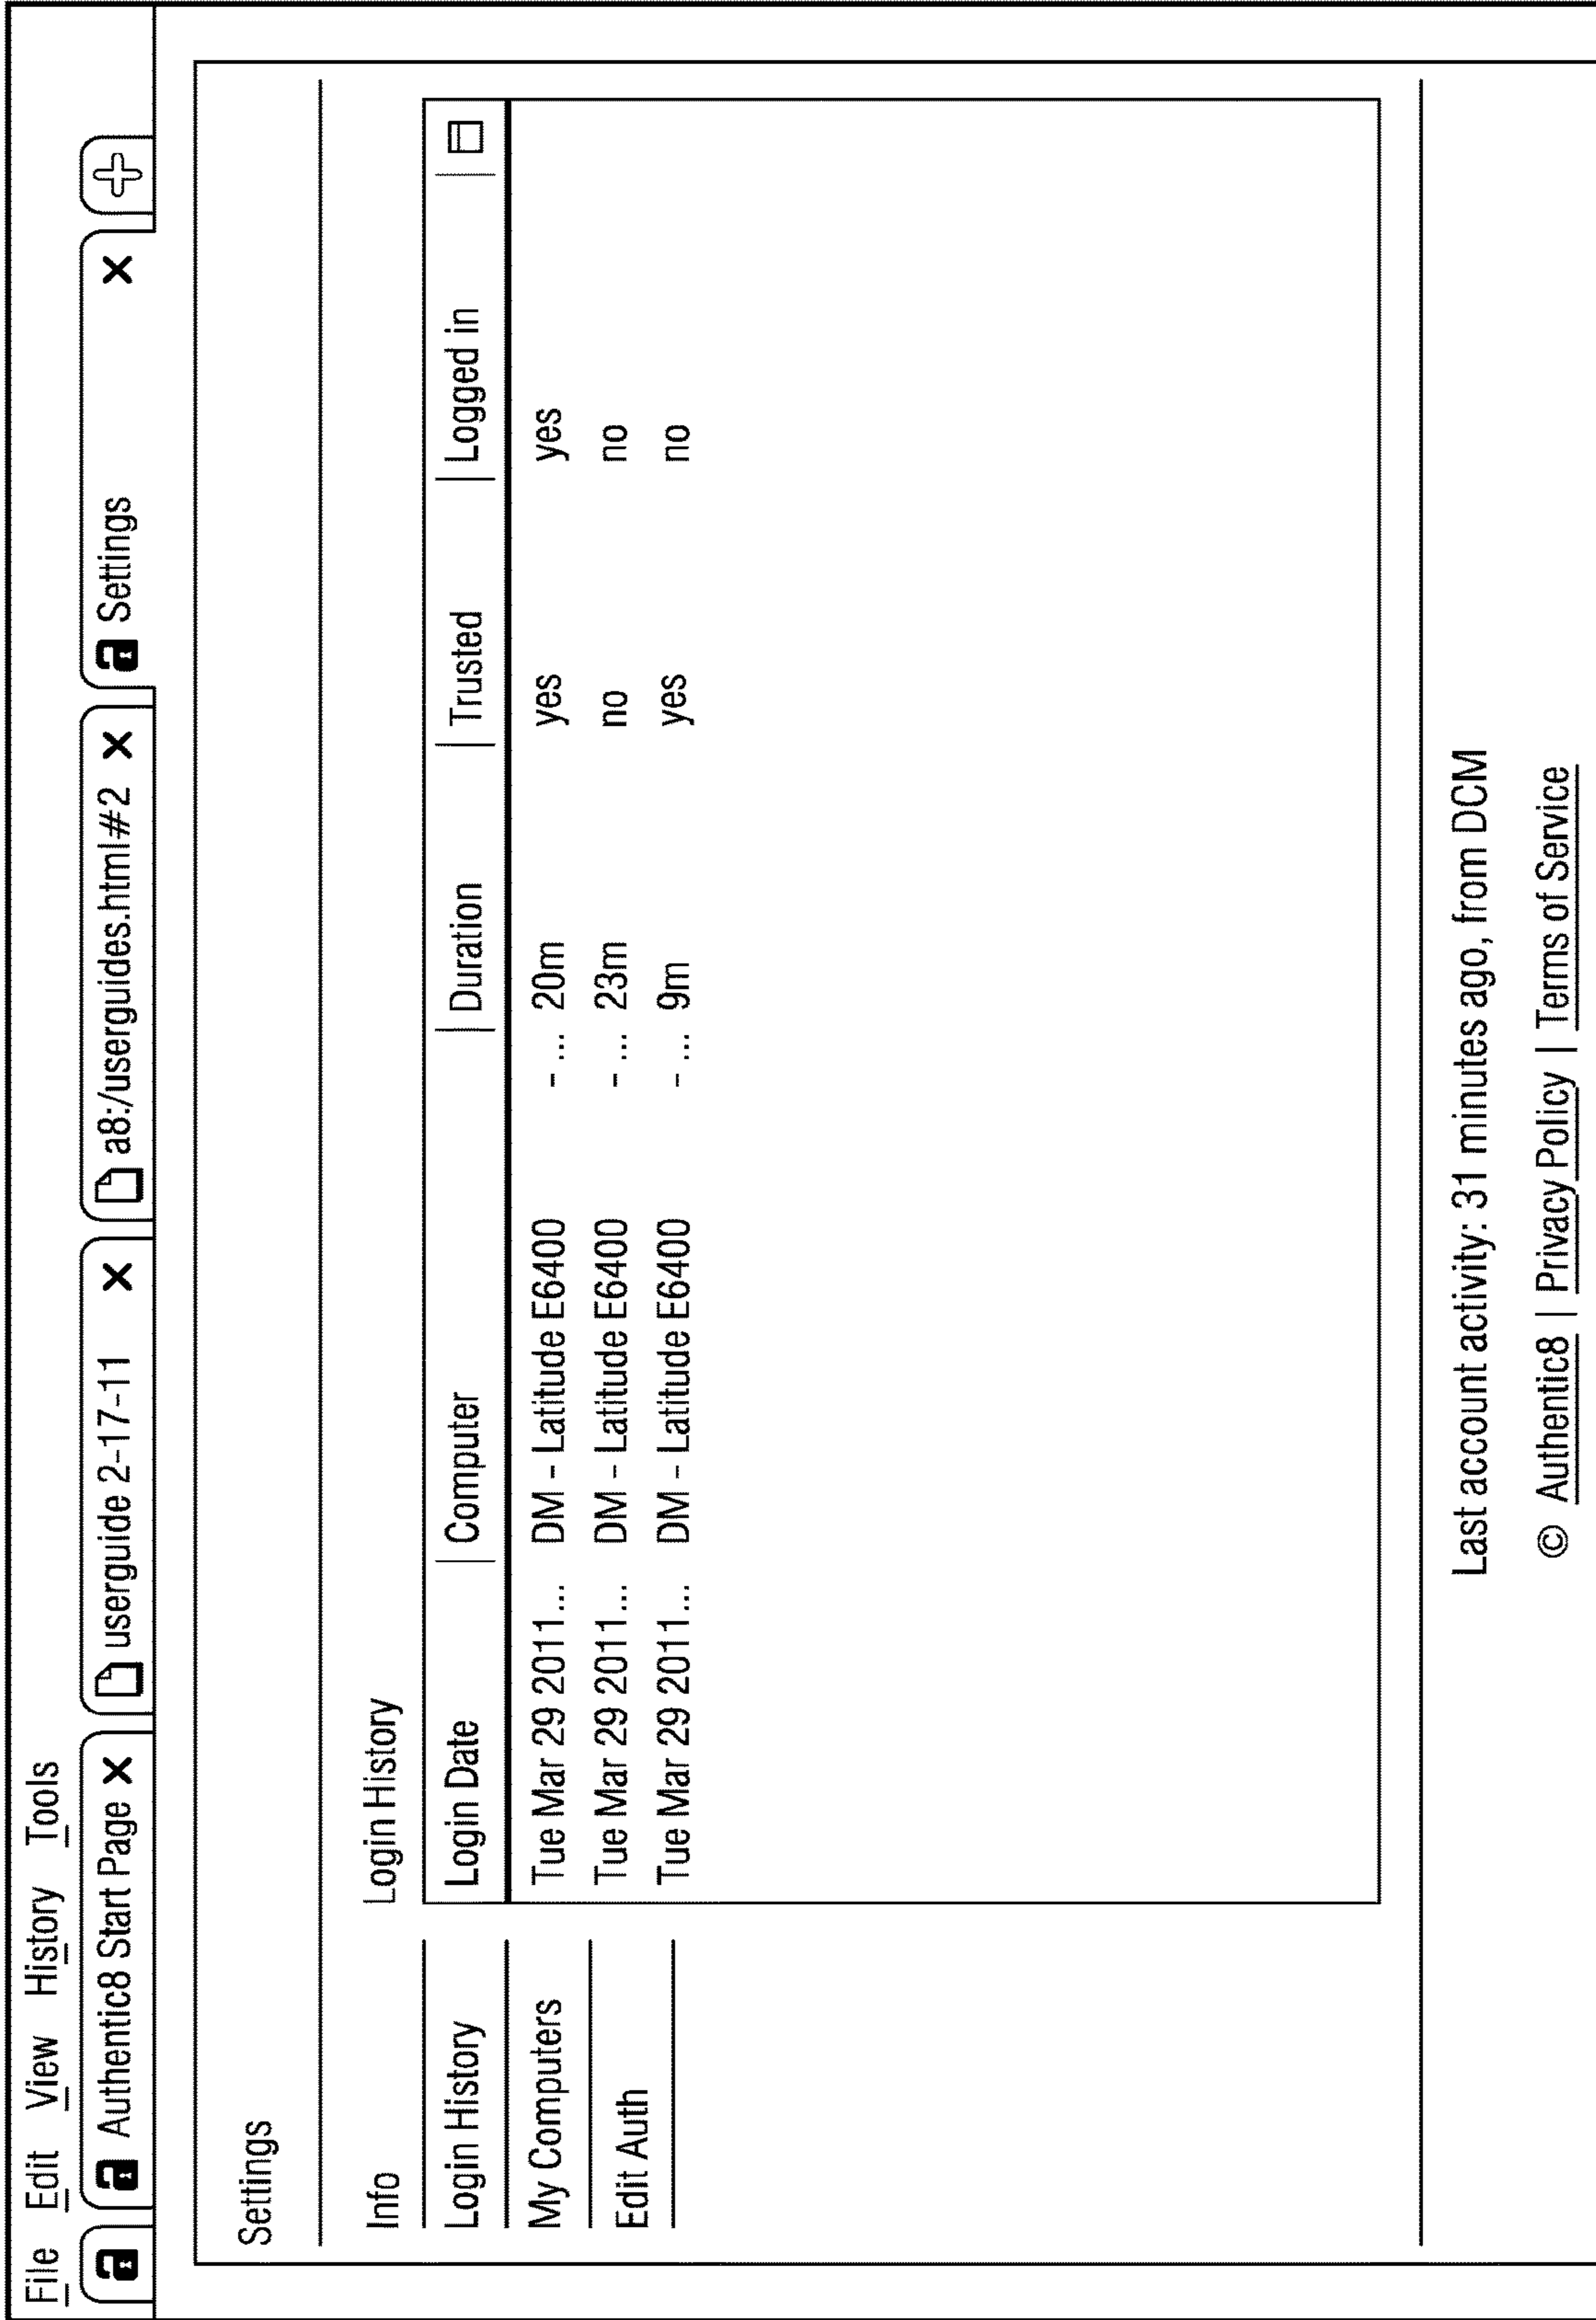 File Edit View History Tools
a Authentic8 Start Page × userguide 2-17-11 × a8:/userguides.html#2 × a Settings ×
Settings
Info
Login History
My Computers
Edit Auth
Login History
Login Date Computer Duration Trusted Logged in
Tue Mar 29 2011... DM - Latitude E6400 - ... 20m yes yes
Tue Mar 29 2011... DM - Latitude E6400 - ... 23m no no
Tue Mar 29 2011... DM - Latitude E6400 - ... 9m yes no
Last account activity: 31 minutes ago, from DCM
© Authentic8 | Privacy Policy | Terms of Service